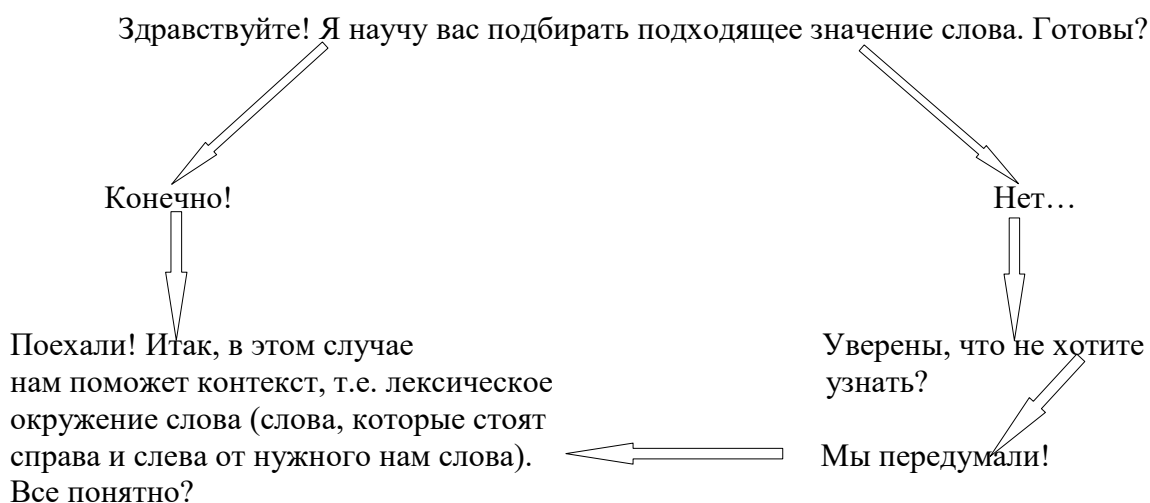 Здравствуйте! Я научу вас подбирать подходящее значение слова. Готовы?
Конечно!
Нет…
Поехали! Итак, в этом случае
нам поможет контекст, т.е. лексическое
окружение слова (слова, которые стоят
справа и слева от нужного нам слова).
Все понятно?
Уверены, что не хотите
узнать?
Мы передумали!